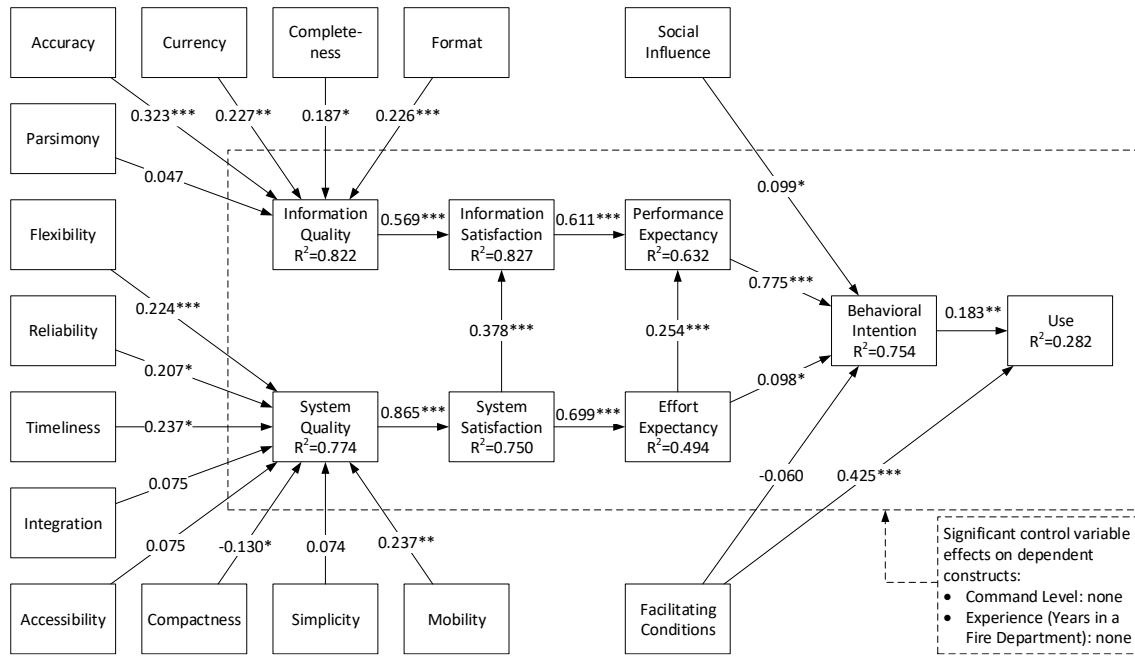 Accuracy
Currency
Complete-
ness
Format
Social
Influence
0.323***
0.227**
0.187*
0.226***
Parsimony
0.047
0.099*
Flexibility
Information
Quality
R²=0.822
0.569***
Information
Satisfaction
R²=0.827
0.611***
Performance
Expectancy
R²=0.632
0.775***
0.224***
Reliability
0.207*
0.378***
0.254***
Behavioral
Intention
R²=0.754
0.183**
Use
R²=0.282
0.098*
Timeliness
0.237*
System
Quality
R²=0.774
0.865***
System
Satisfaction
R²=0.750
0.699***
Effort
Expectancy
R²=0.494
Integration
0.075
-0.060
0.425***
0.075
-0.130*
0.074
0.237**
Accessibility
Compactness
Simplicity
Mobility
Facilitating
Conditions
Significant control variable
effects on dependent
constructs:
• Command Level: none
• Experience (Years in a
Fire Department): none